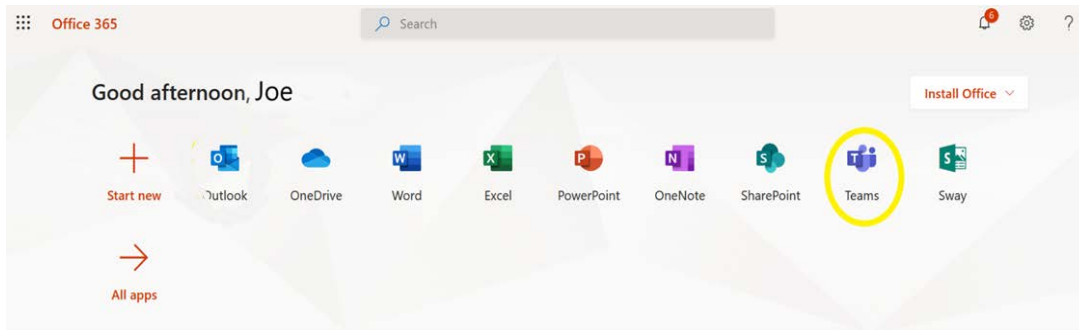 Office 365
Search
6
?
Good afternoon, Joe
Install Office
Start new
Outlook
OneDrive
Word
Excel
PowerPoint
OneNote
SharePoint
Teams
Sway
All apps